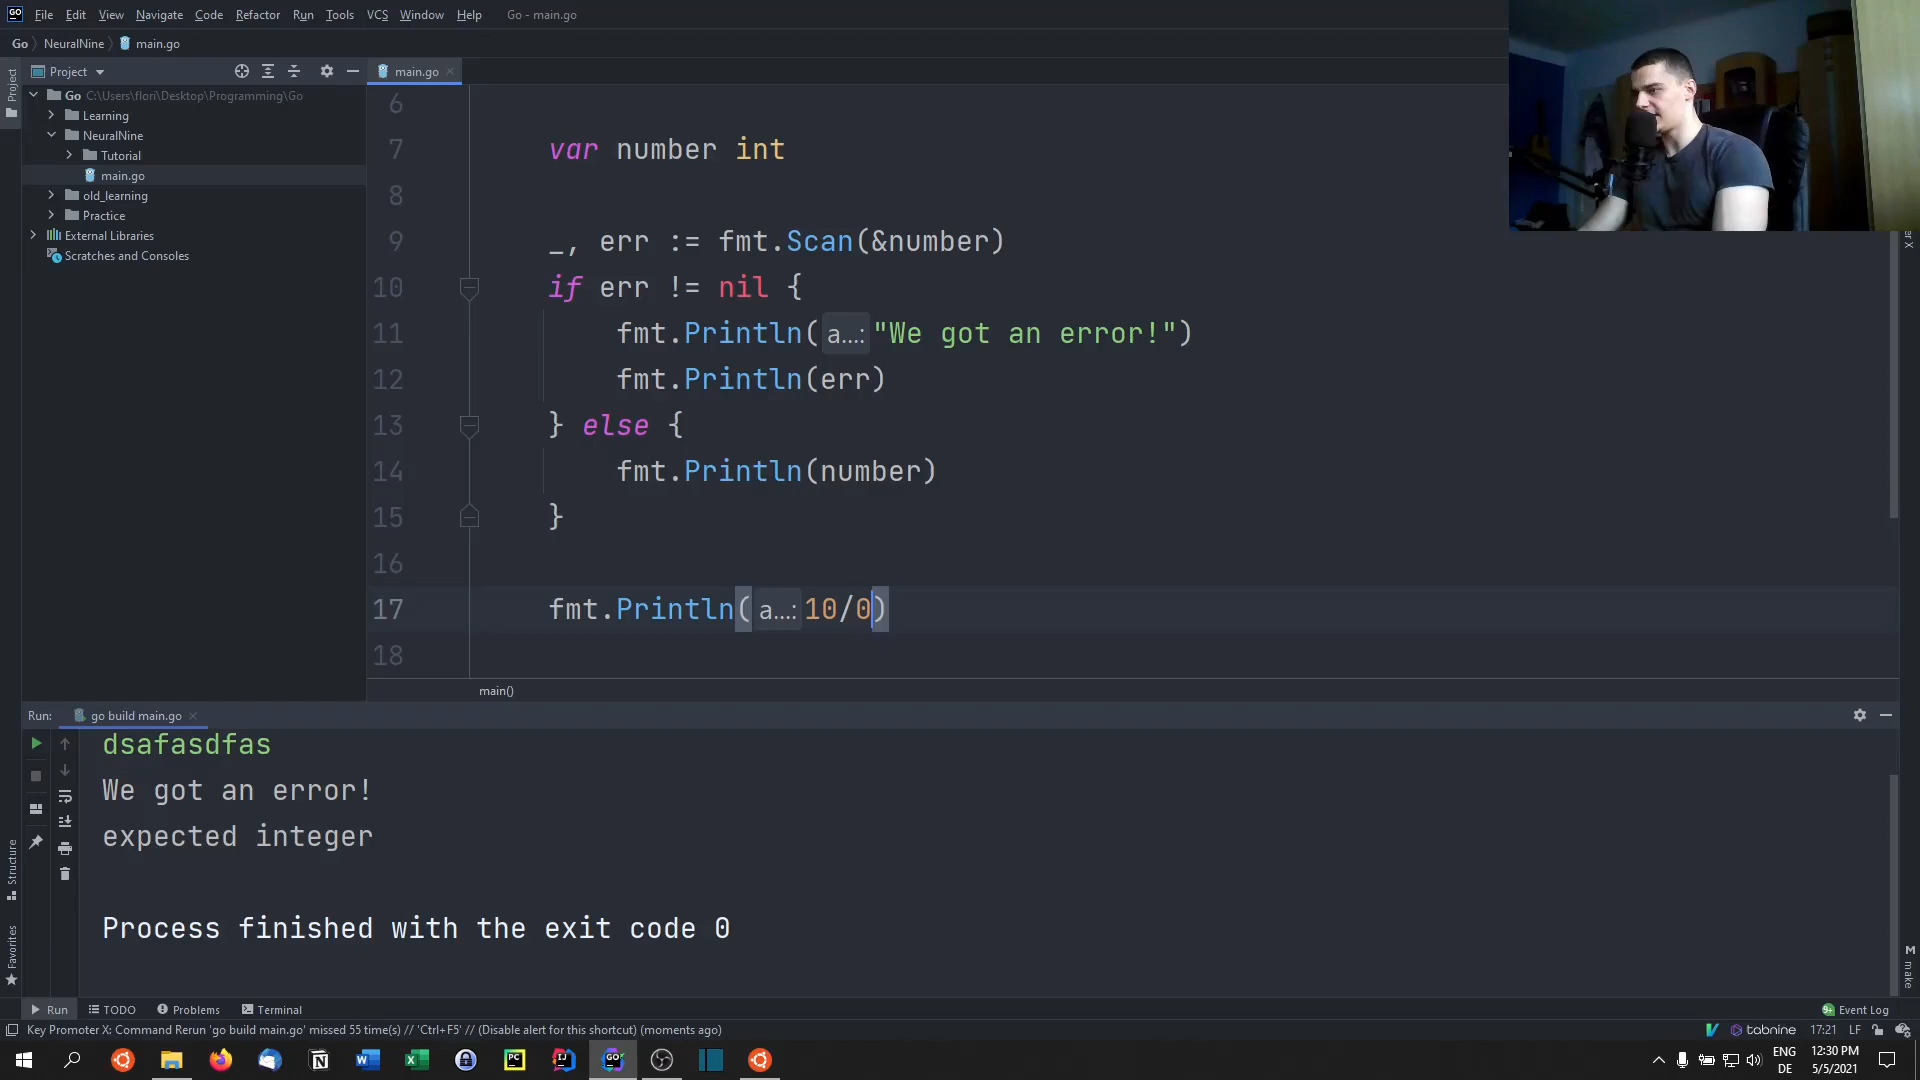 GO File Edit View Navigate Code Refactor Run Tools VCS Window Help Go - main.go
Go NeuralNine main.go
Project main.go
Project
Go C:\Users\flori\Desktop\Programming\Go
Learning
NeuralNine
Tutorial
main.go
old_learning
Practice
External Libraries
Scratches and Consoles
6
7 var number int
8
9 _, err := fmt.Scan(&number)
10 if err != nil {
11 fmt.Println(a...:"We got an error!")
12 fmt.Println(err)
13 } else {
14 fmt.Println(number)
15 }
16
17 fmt.Println(a...:10/0)
18
main()
Run: go build main.go
dsafasdfas
We got an error!
expected integer
Process finished with the exit code 0
Structure
Favorites
make
Run TODO Problems Terminal Event Log
Key Promoter X: Command Rerun 'go build main.go' missed 55 time(s) // 'Ctrl+F5' // (Disable alert for this shortcut) (moments ago) tabnine 17:21 LF
ENG 12:30 PM
DE 5/5/2021